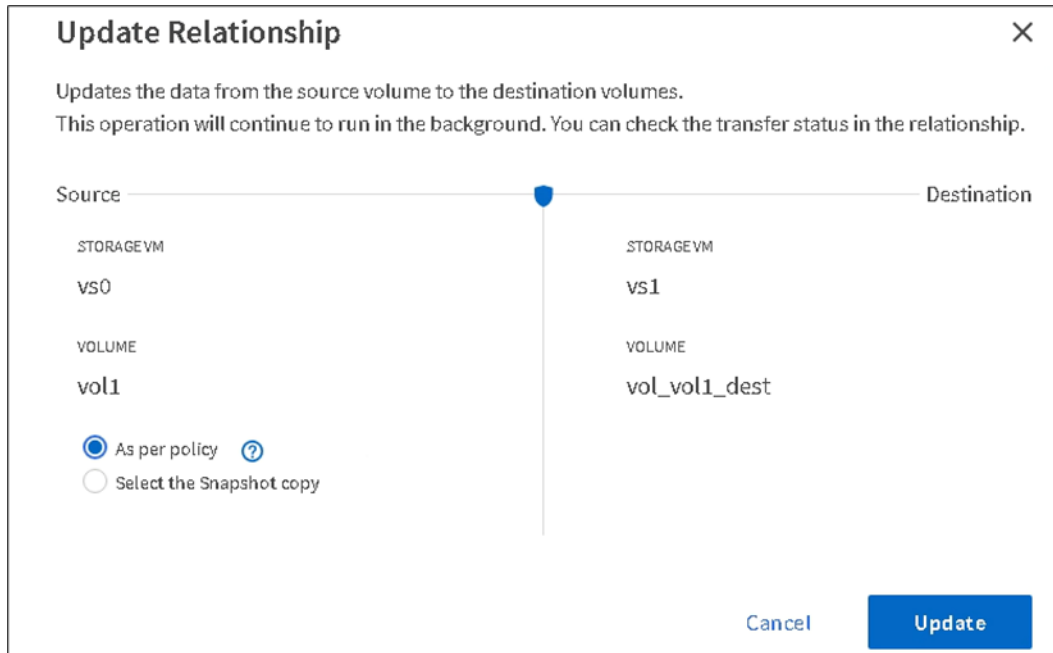 Update Relationship
Updates the data from the source volume to the destination volumes.
This operation will continue to run in the background. You can check the transfer status in the relationship.
Source
Destination
STORAGE VM
vs0
VOLUME
vol1
As per policy
Select the Snapshot copy
STORAGE VM
vs1
VOLUME
vol_vol1_dest
Cancel
Update